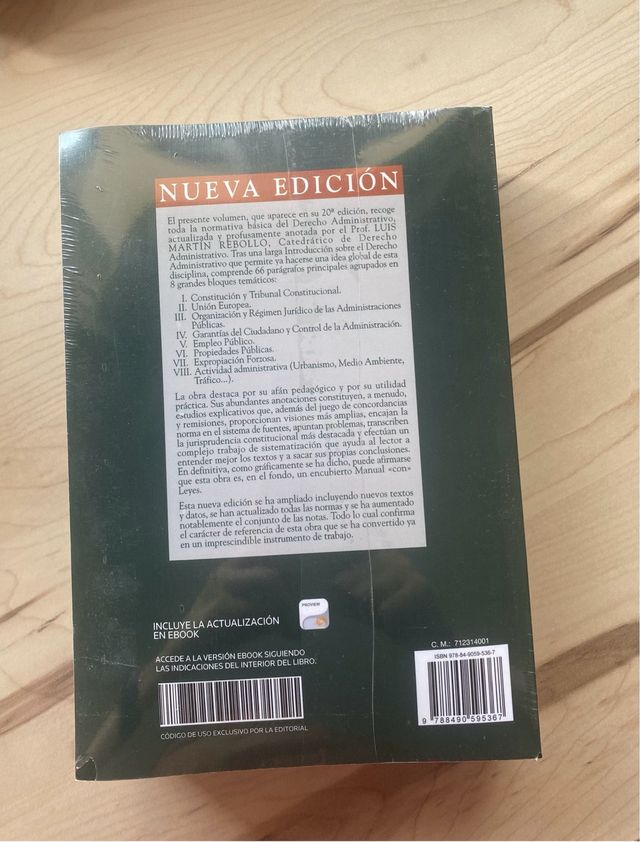 NUEVA EDICIÓN
El presente volumen, que aparece en su 20ª edición, recoge
toda la normativa básica del Derecho Administrativo,
actualizada y profusamente anotada por el Prof. LUIS
MARTÍN REBOLLO, Catedrático de Derecho
Administrativo. Tras una larga Introducción sobre el Derecho
Administrativo que permite ya hacerse una idea global de esta
disciplina, comprende 66 parágrafos principales agrupados en
8 grandes bloques temáticos:
I. Constitución y Tribunal Constitucional.
II. Unión Europea.
III. Organización y Régimen Jurídico de las Administraciones
Públicas.
IV. Garantías del Ciudadano y Control de la Administración.
V. Empleo Público.
VI. Propiedades Públicas.
VII. Expropiación Forzosa.
VIII. Actividad administrativa (Urbanismo, Medio Ambiente,
Tráfico...).
La obra destaca por su afán pedagógico y por su utilidad
práctica. Sus abundantes anotaciones constituyen, a menudo,
estudios explicativos que, además del juego de concordancias
y remisiones, proporcionan visiones más amplias, encajan la
norma en el sistema de fuentes, apuntan problemas, transcriben
la jurisprudencia constitucional más destacada y efectúan un
complejo trabajo de sistematización que ayuda al lector a
entender mejor los textos y a sacar sus propias conclusiones.
En definitiva, como gráficamente se ha dicho, puede afirmarse
que esta obra es, en el fondo, un encubierto Manual «con»
Leyes.
Esta nueva edición se ha ampliado incluyendo nuevos textos
y datos, se han actualizado todas las normas y se ha aumentado
notablemente el conjunto de las notas. Todo lo cual confirma
el carácter de referencia de esta obra que se ha convertido ya
en un imprescindible instrumento de trabajo.
INCLUYE LA ACTUALIZACIÓN
EN EBOOK
PROVIEW
ACCEDE A LA VERSIÓN EBOOK SIGUIENDO
LAS INDICACIONES DEL INTERIOR DEL LIBRO.
CÓDIGO DE USO EXCLUSIVO POR LA EDITORIAL
C. M.: 712314001
ISBN 978-84-9059-536-7
9 788490 595367